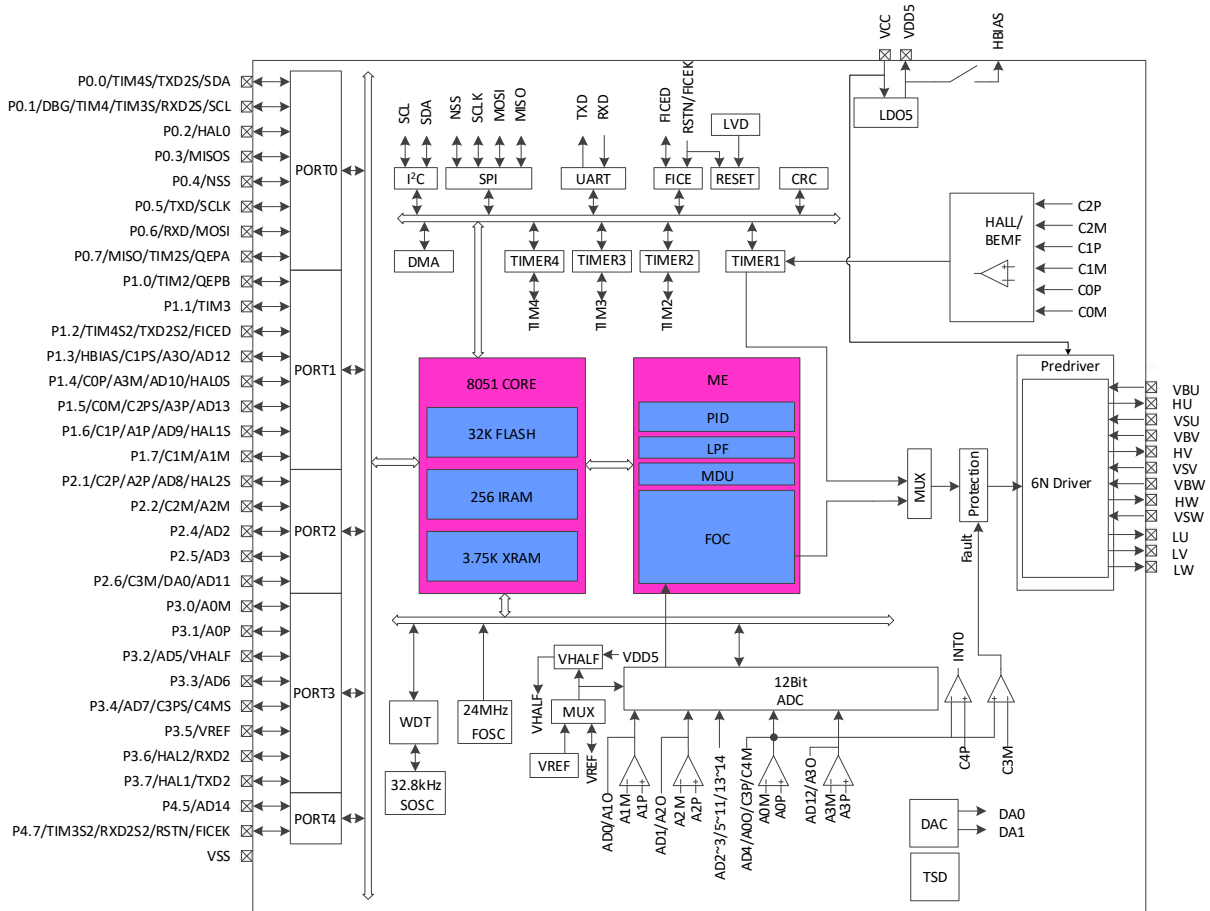 VCC
VDD5
HBIAS
P0.0/TIM4S/TXD2S/SDA
P0.1/DBG/TIM4/TIM3S/RXD2S/SCL
P0.2/HAL0
P0.3/MISOS
P0.4/NSS
P0.5/TXD/SCLK
P0.6/RXD/MOSI
P0.7/MISO/TIM2S/QEPA
P1.0/TIM2/QEPB
P1.1/TIM3
P1.2/TIM4S2/TXD2S2/FICED
P1.3/HBIAS/C1PS/A3O/AD12
P1.4/C0P/A3M/AD10/HAL0S
P1.5/C0M/C2PS/A3P/AD13
P1.6/C1P/A1P/AD9/HAL1S
P1.7/C1M/A1M
P2.1/C2P/A2P/AD8/HAL2S
P2.2/C2M/A2M
P2.4/AD2
P2.5/AD3
P2.6/C3M/DA0/AD11
P3.0/A0M
P3.1/A0P
P3.2/AD5/VHALF
P3.3/AD6
P3.4/AD7/C3PS/C4MS
P3.5/VREF
P3.6/HAL2/RXD2
P3.7/HAL1/TXD2
P4.5/AD14
P4.7/TIM3S2/RXD2S2/RSTN/FICEK
VSS
PORT0
PORT1
PORT2
PORT3
PORT4
SCL
SDA
NSS
SCLK
MOSI
MISO
TXD
RXD
FICED
RSTN/FICEK
LVD
LDO5
I²C
SPI
UART
FICE
RESET
CRC
DMA
TIMER4
TIMER3
TIMER2
TIMER1
TIM4
TIM3
TIM2
HALL/
BEMF
C2P
C2M
C1P
C1M
C0P
C0M
8051 CORE
32K FLASH
256 IRAM
3.75K XRAM
ME
PID
LPF
MDU
FOC
MUX
Protection
Fault
Predriver
6N Driver
VBU
HU
VSU
VBV
HV
VSV
VBW
HW
VSW
LU
LV
LW
WDT
32.8kHz
SOSC
24MHz
FOSC
VHALF
VDD5
VHALF
MUX
VREF
VREF
12Bit
ADC
INT0
AD0/A1O
A1M
A1P
AD1/A2O
A2M
A2P
AD2~3/5~11/13~14
AD4/A0O/C3P/C4M
A0M
A0P
AD12/A3O
A3M
A3P
C4P
C3M
DAC
DA0
DA1
TSD